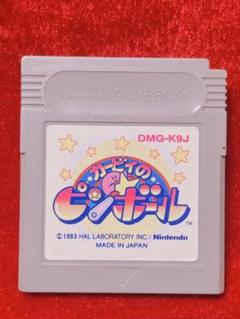 Nintendo GAME BOY
DMG-K9J
カービィの
ピンボール
TM
©1993 HAL LABORATORY INC./Nintendo
MADE IN JAPAN